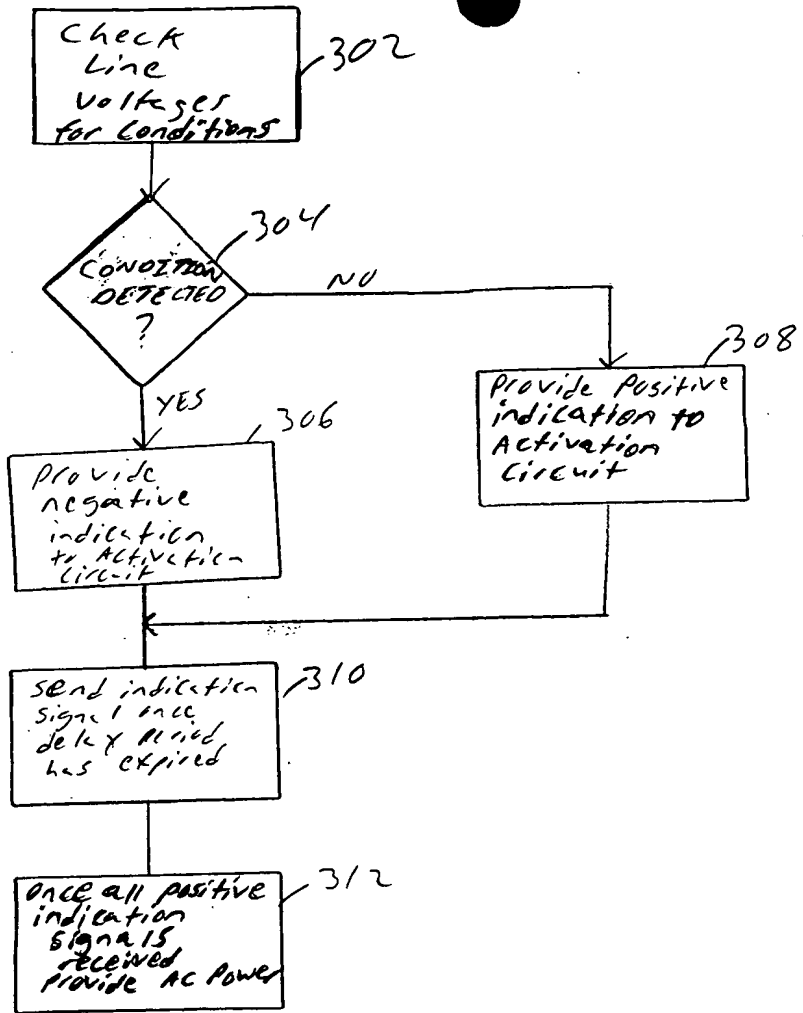 Check
Line
Voltages
for Conditions
302
304
CONDITION
DETECTED
?
NO
YES
308
Provide Positive
indication to
Activation
Circuit
306
Provide
negative
indication
to Activation
Circuit
310
send indication
signal once
delay period
has expired
312
once all positive
indication
signals
received
provide AC Power